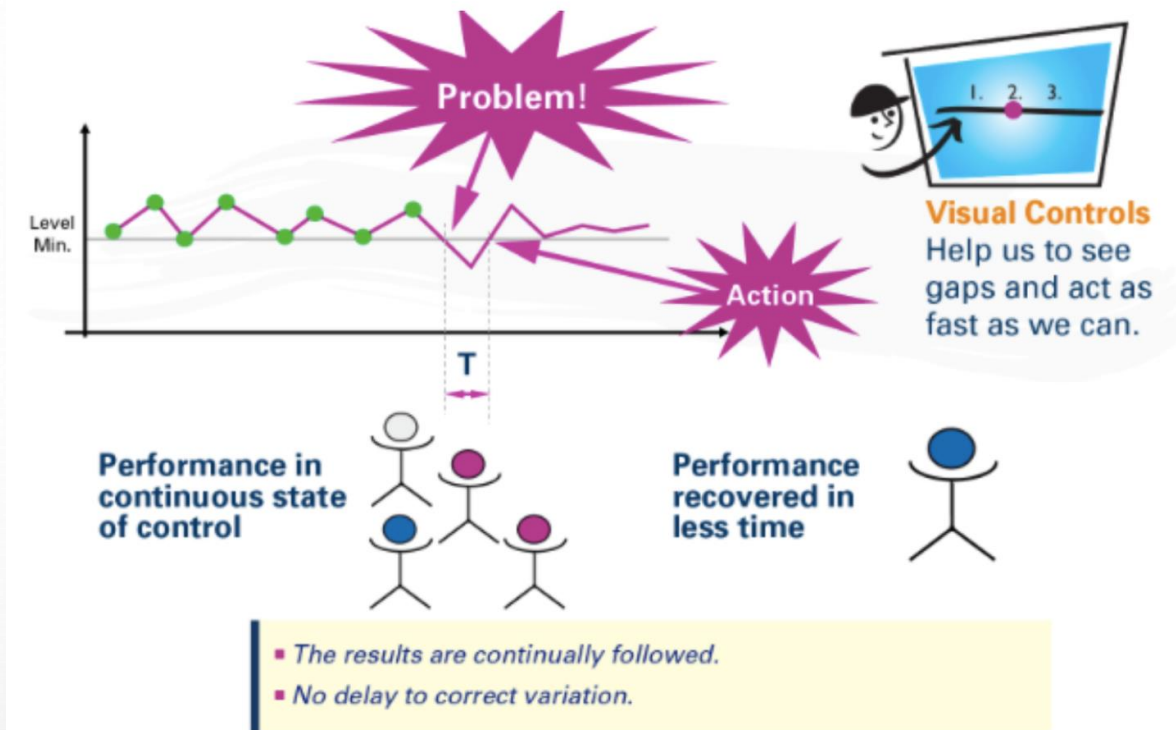 Problem!
1. 2. 3.
Level
Min.
Visual Controls
Help us to see
gaps and act as
fast as we can.
Action
T
Performance in
continuous state
of control
Performance
recovered in
less time
▪ The results are continually followed.
▪ No delay to correct variation.